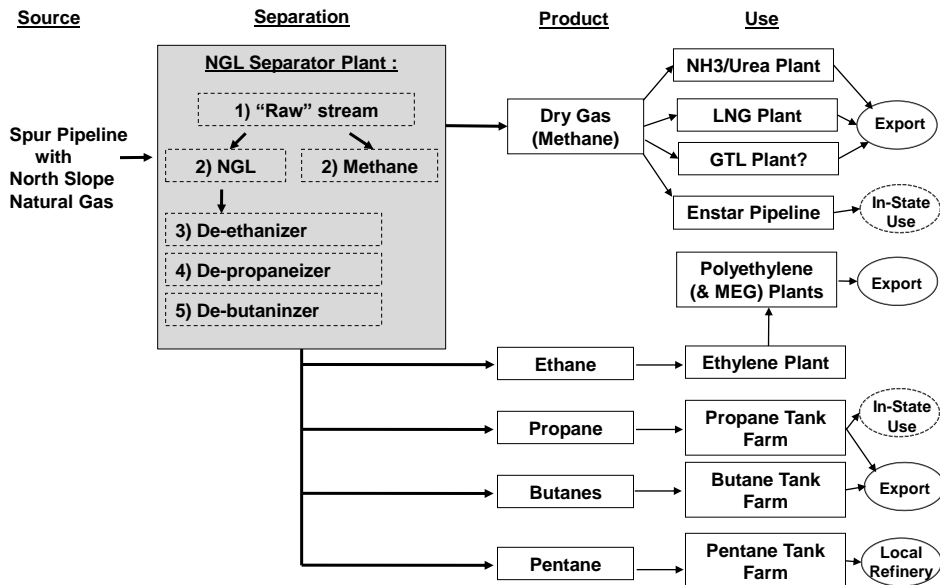 Source
Separation
Product
Use
NGL Separator Plant :
1) “Raw” stream
2) NGL
2) Methane
3) De-ethanizer
4) De-propaneizer
5) De-butaninzer
Spur Pipeline
with
North Slope
Natural Gas
Dry Gas
(Methane)
NH3/Urea Plant
LNG Plant
GTL Plant?
Export
Enstar Pipeline
In-State
Use
Polyethylene
(& MEG) Plants
Export
Ethane
Ethylene Plant
Propane
Propane Tank
Farm
In-State
Use
Butanes
Butane Tank
Farm
Export
Pentane
Pentane Tank
Farm
Local
Refinery